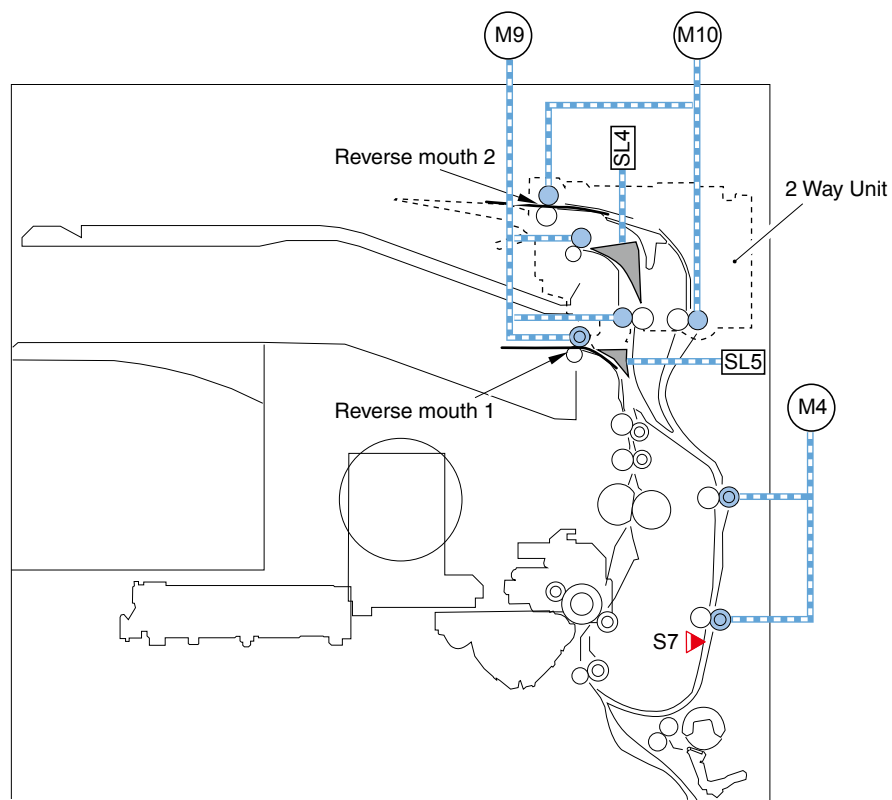 M9
M10
SL4
Reverse mouth 2
2 Way Unit
SL5
Reverse mouth 1
M4
S7